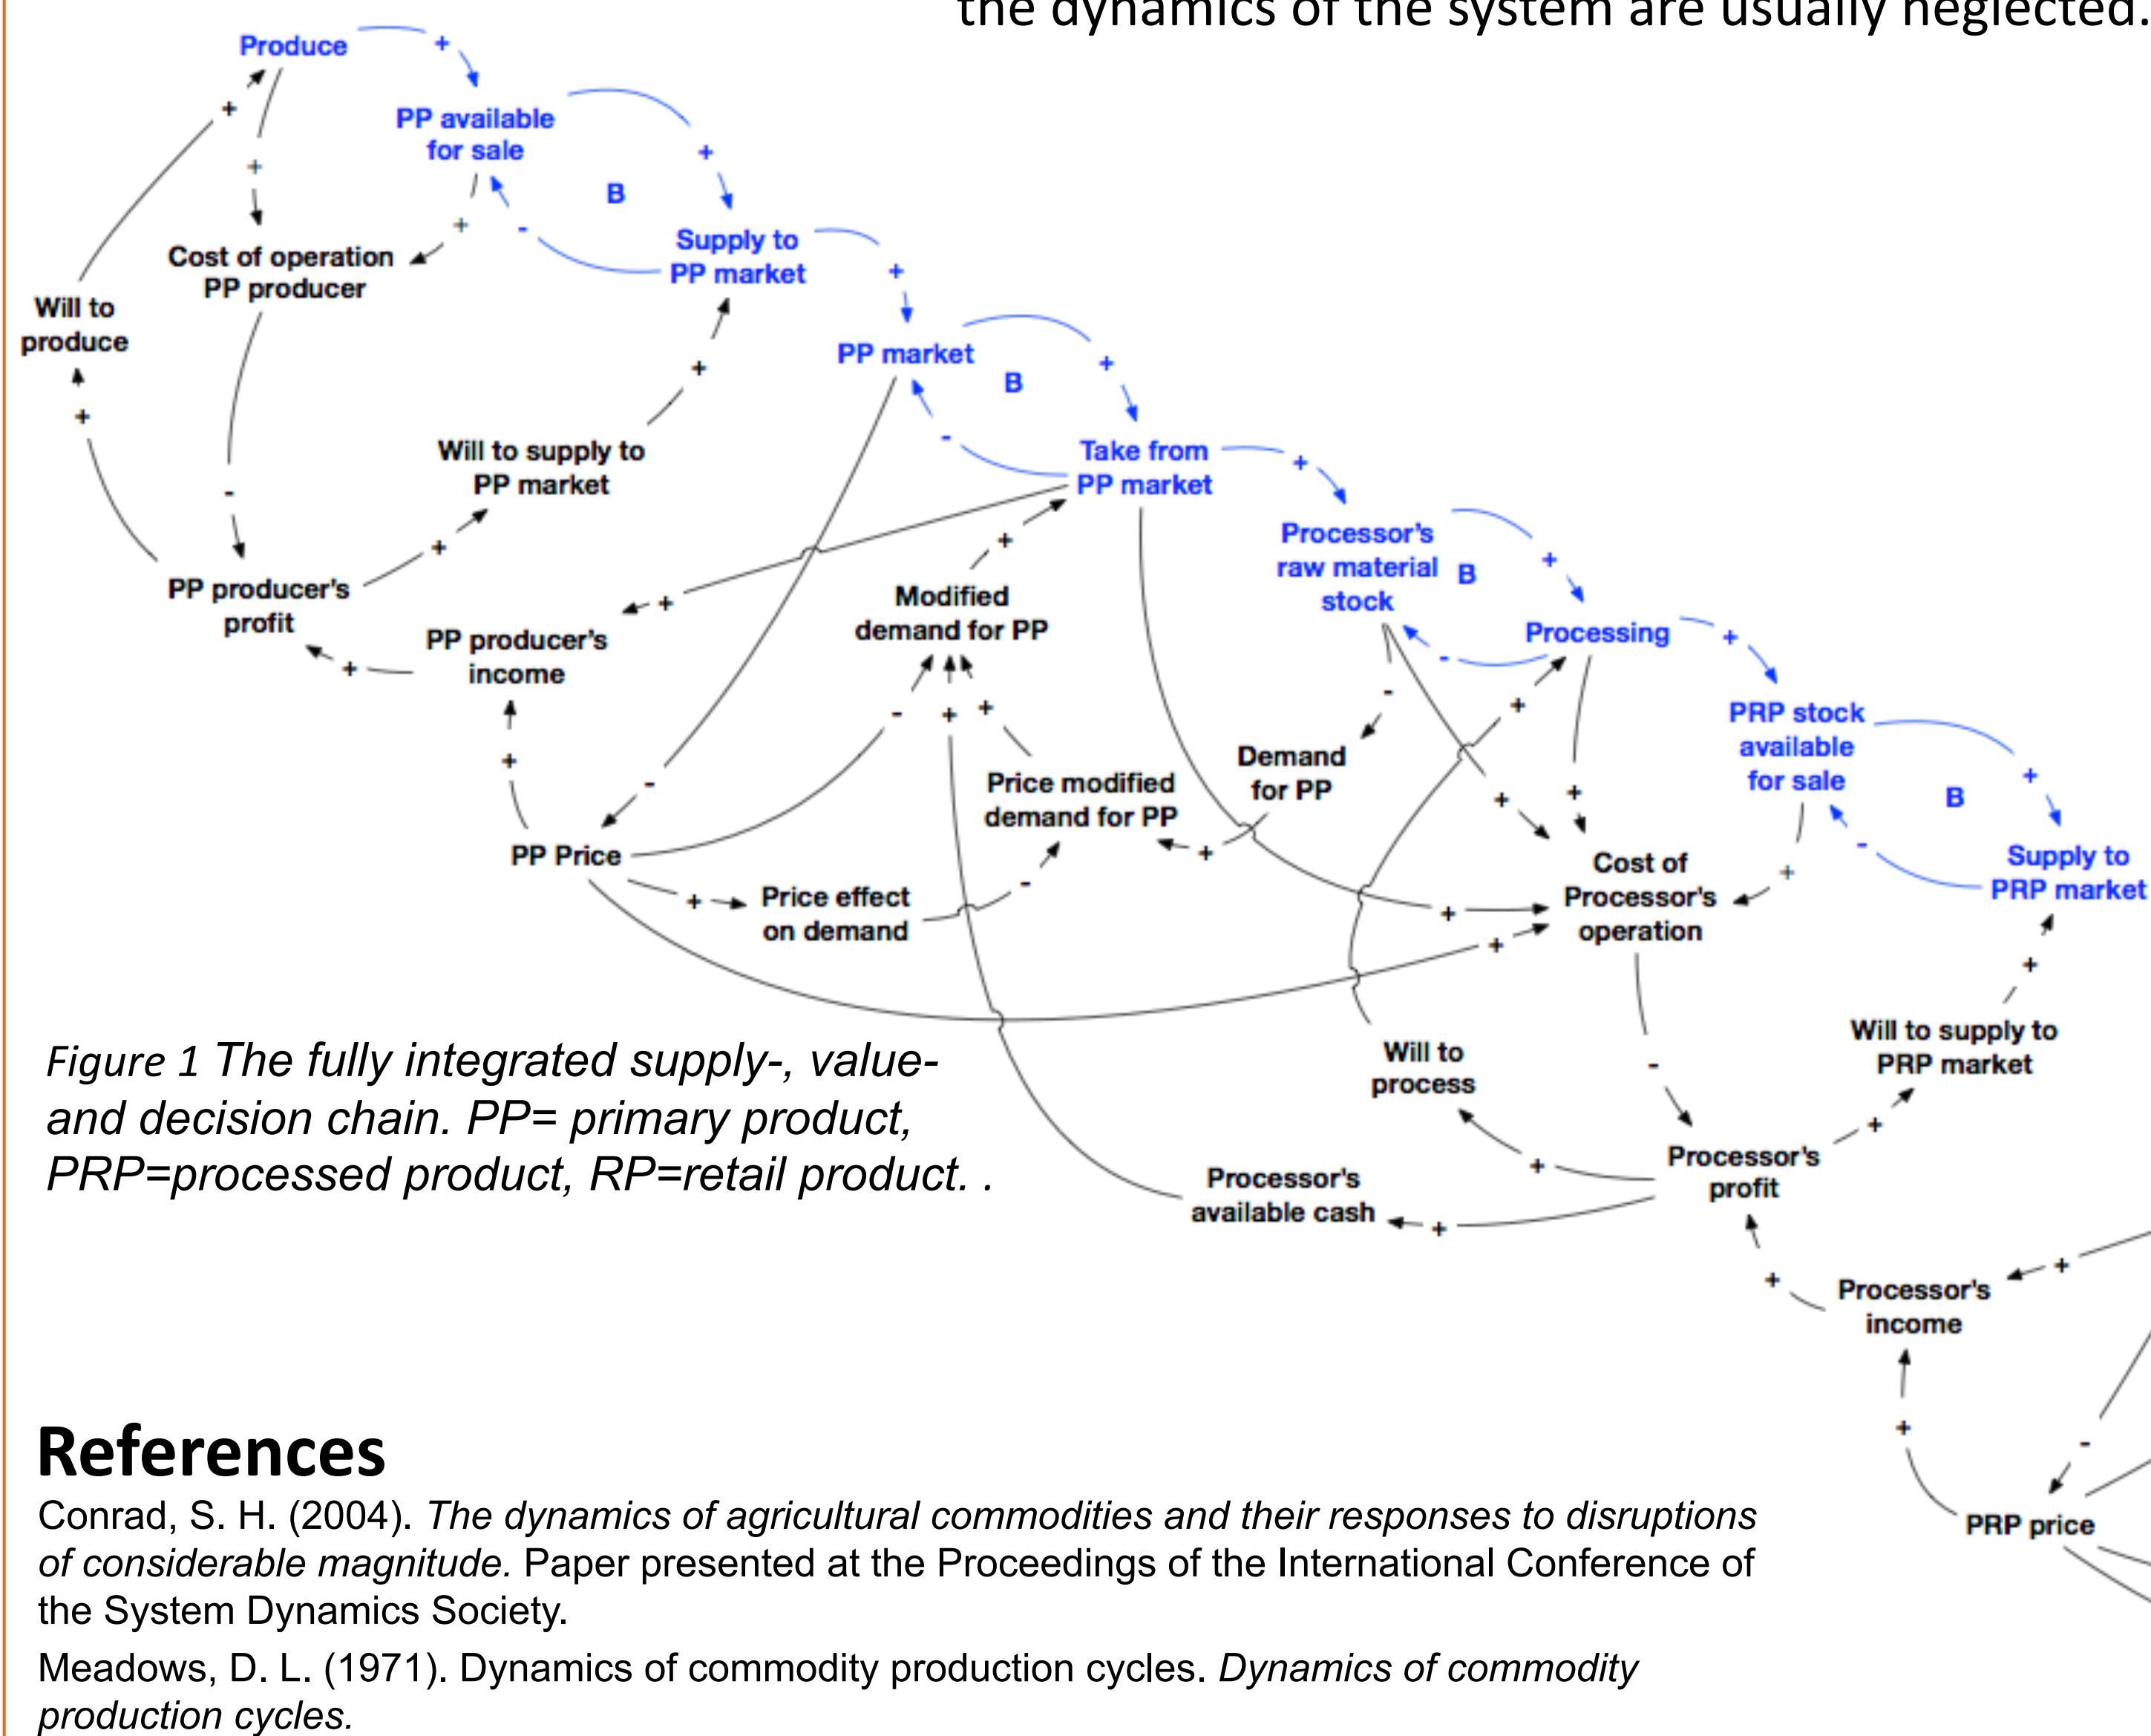 the dynamics of the system are usually neglected.
Produce
+
+
+
PP available
for sale
+
+
B
+
-
Supply to
PP market
+
Cost of operation
PP producer
Will to
produce
+
+
PP market
+
B
-
+
-
Will to supply to
PP market
Take from
PP market
+
+
+
Processor's
raw material
stock
B
+
PP producer's
profit
+
+
PP producer's
income
Modified
demand for PP
Processing
-
+
-
+
+
-
+
+
-
+
PRP stock
available
for sale
Demand
for PP
Price modified
demand for PP
+
B
+
+
+
-
PP Price
+
Price effect
on demand
-
+
+
Cost of
Processor's
operation
+
-
Supply to
PRP market
+
+
Will to supply to
PRP market
Will to
process
-
+
+
Processor's
profit
Processor's
available cash
+
+
+
Processor's
income
+
-
PRP price
Figure 1 The fully integrated supply-, value-
and decision chain. PP= primary product,
PRP=processed product, RP=retail product. .
References
Conrad, S. H. (2004). The dynamics of agricultural commodities and their responses to disruptions
of considerable magnitude. Paper presented at the Proceedings of the International Conference of
the System Dynamics Society.
Meadows, D. L. (1971). Dynamics of commodity production cycles. Dynamics of commodity
production cycles.